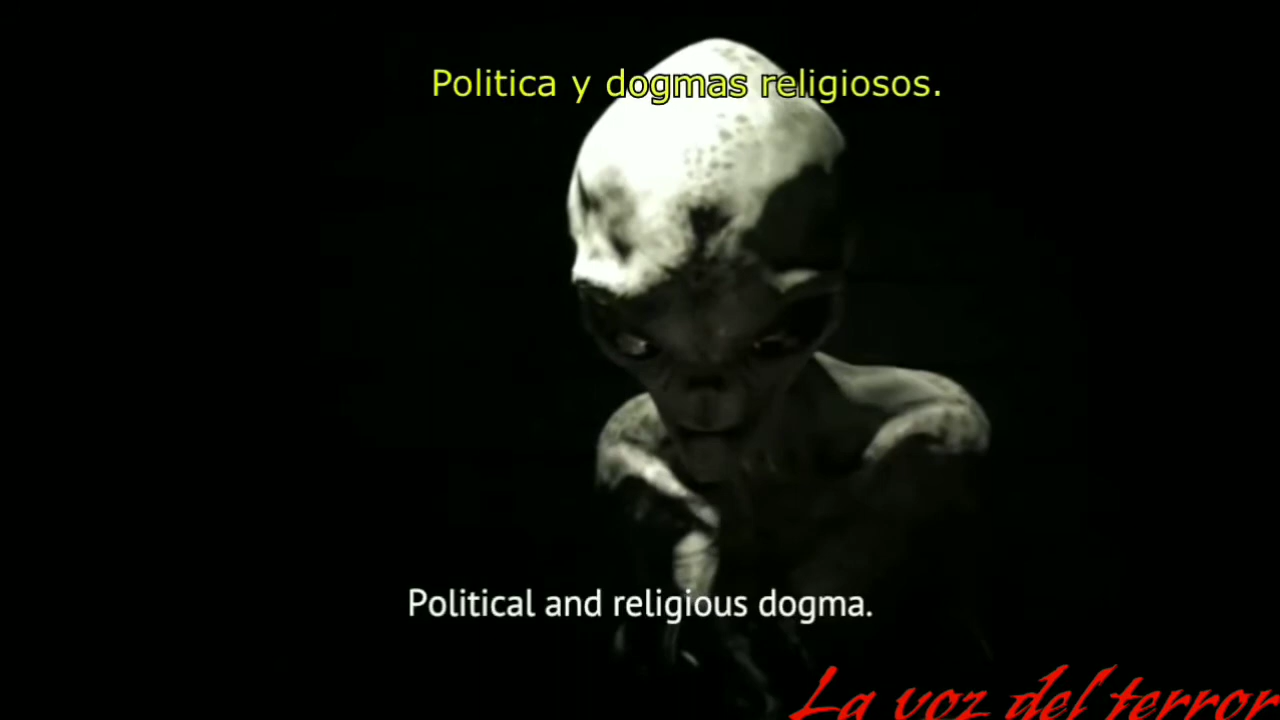 Politica y dogmas religiosos.
Political and religious dogma.
La voz del terror